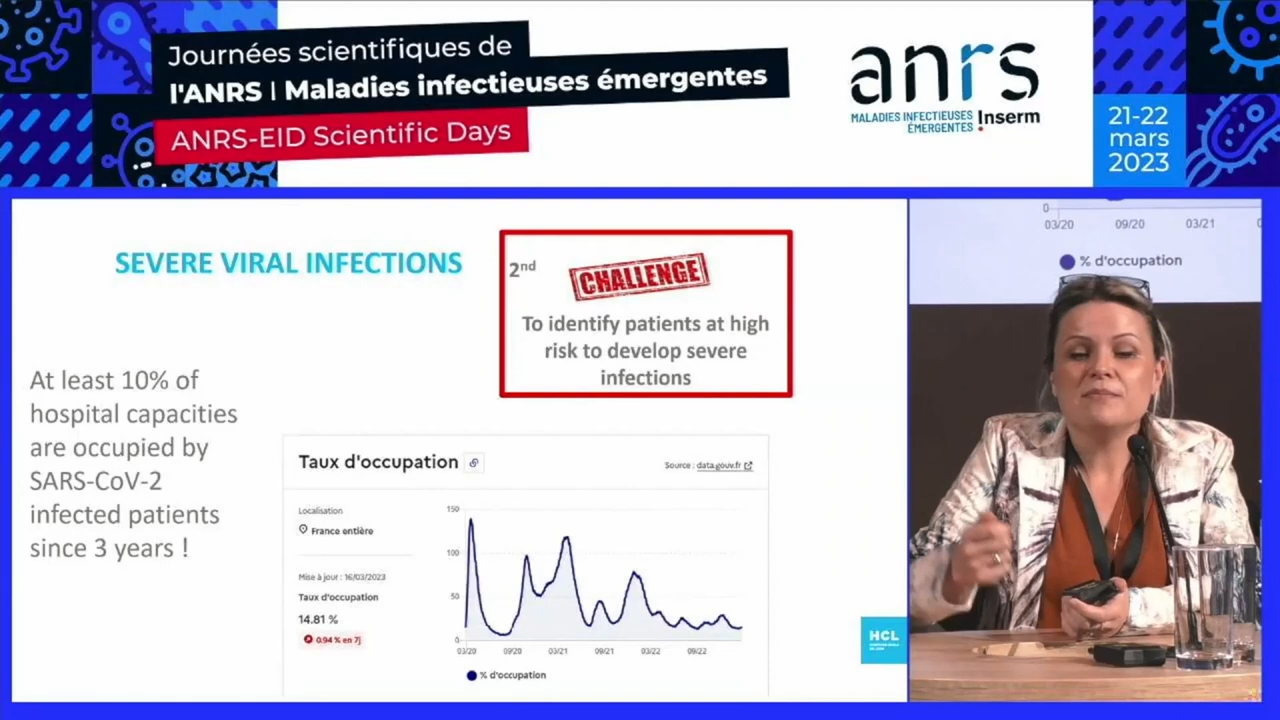 Journées scientifiques de
l'ANRS | Maladies infectieuses émergentes
ANRS-EID Scientific Days
anrs
MALADIES INFECTIEUSES
ÉMERGENTES
Inserm
21-22
mars
2023
SEVERE VIRAL INFECTIONS
2nd
CHALLENGE
To identify patients at high
risk to develop severe
infections
At least 10% of
hospital capacities
are occupied by
SARS-CoV-2
infected patients
since 3 years !
Taux d'occupation
Source : data.gouv.fr
Localisation
France entière
Mise à jour : 16/03/2023
Taux d'occupation
14.81 %
0.94 % en 7j
150
100
50
0
03/20 09/20 03/21 09/21 03/22 09/22
% d'occupation
HCL
0
03/20 09/20 03/21
% d'occupation